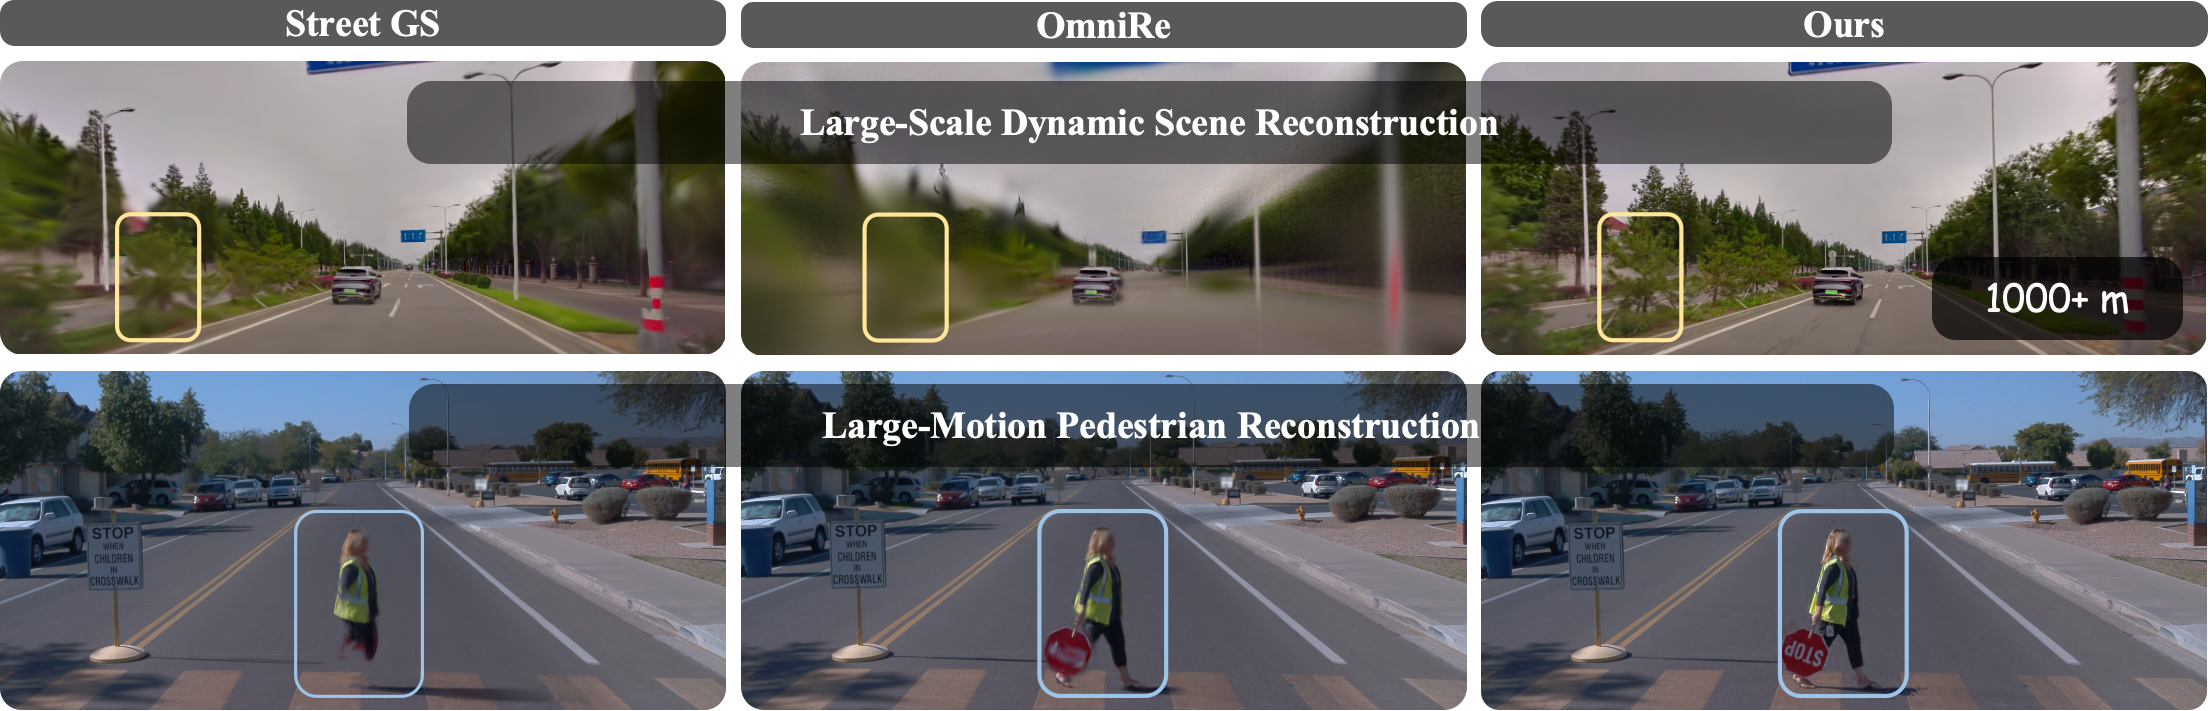 Street GS
OmniRe
Ours
Large-Scale Dynamic Scene Reconstruction
1000+ m
Large-Motion Pedestrian Reconstruction
STOP
WHEN
CHILDREN
IN
CROSSWALK
STOP
WHEN
CHILDREN
IN
CROSSWALK
STOP
WHEN
CHILDREN
IN
CROSSWALK
STOP